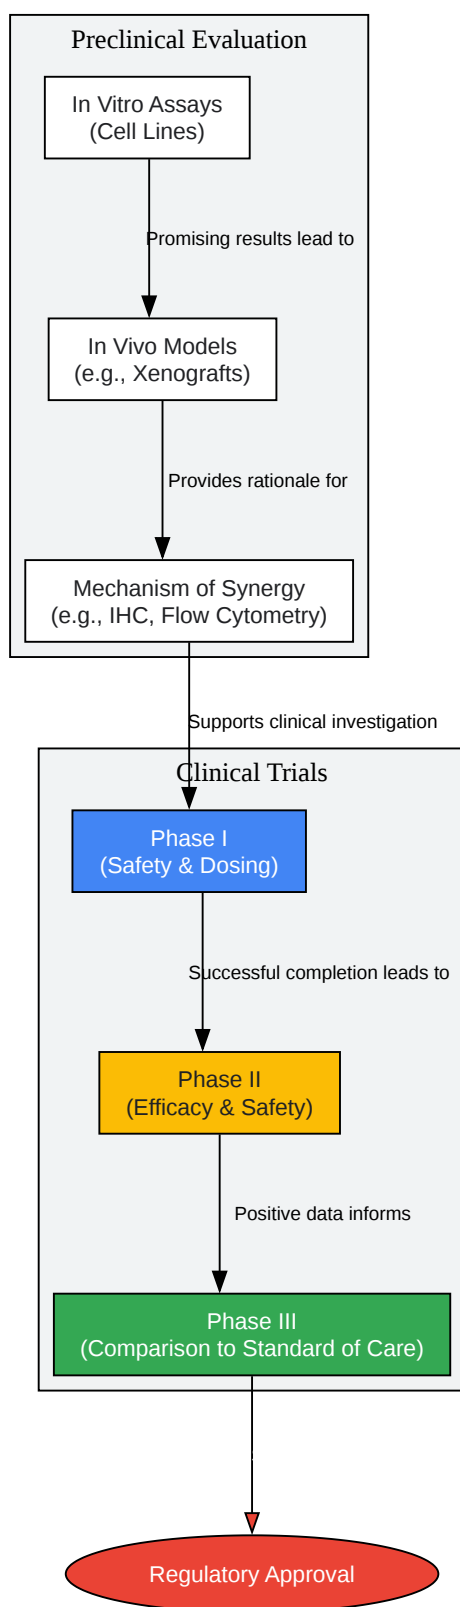 Preclinical Evaluation
In Vitro Assays
(Cell Lines)
Promising results lead to
In Vivo Models
(e.g., Xenografts)
Provides rationale for
Mechanism of Synergy
(e.g., IHC, Flow Cytometry)
Supports clinical investigation
Clinical Trials
Phase I
(Safety & Dosing)
Successful completion leads to
Phase II
(Efficacy & Safety)
Positive data informs
Phase III
(Comparison to Standard of Care)
Regulatory Approval